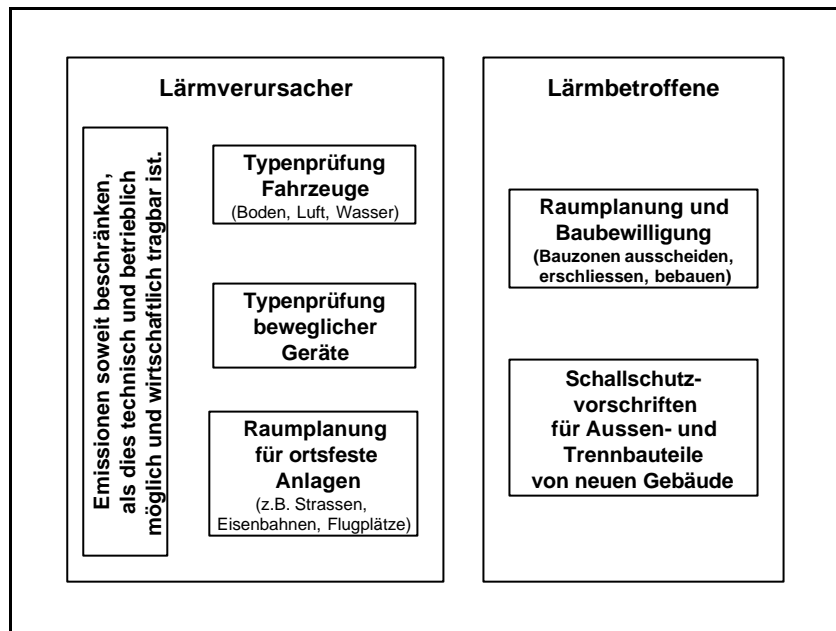 Lärmverursacher
Emissionen soweit beschränken,
als dies technisch und betrieblich
möglich und wirtschaftlich tragbar ist.
Typenprüfung
Fahrzeuge
(Boden, Luft, Wasser)
Typenprüfung
beweglicher
Geräte
Raumplanung
für ortsfeste
Anlagen
(z.B. Strassen,
Eisenbahnen, Flugplätze)
Lärmbetroffene
Raumplanung und
Baubewilligung
(Bauzonen ausscheiden,
erschliessen, bebauen)
Schallschutz-
vorschriften
für Aussen- und
Trennbauteile
von neuen Gebäude